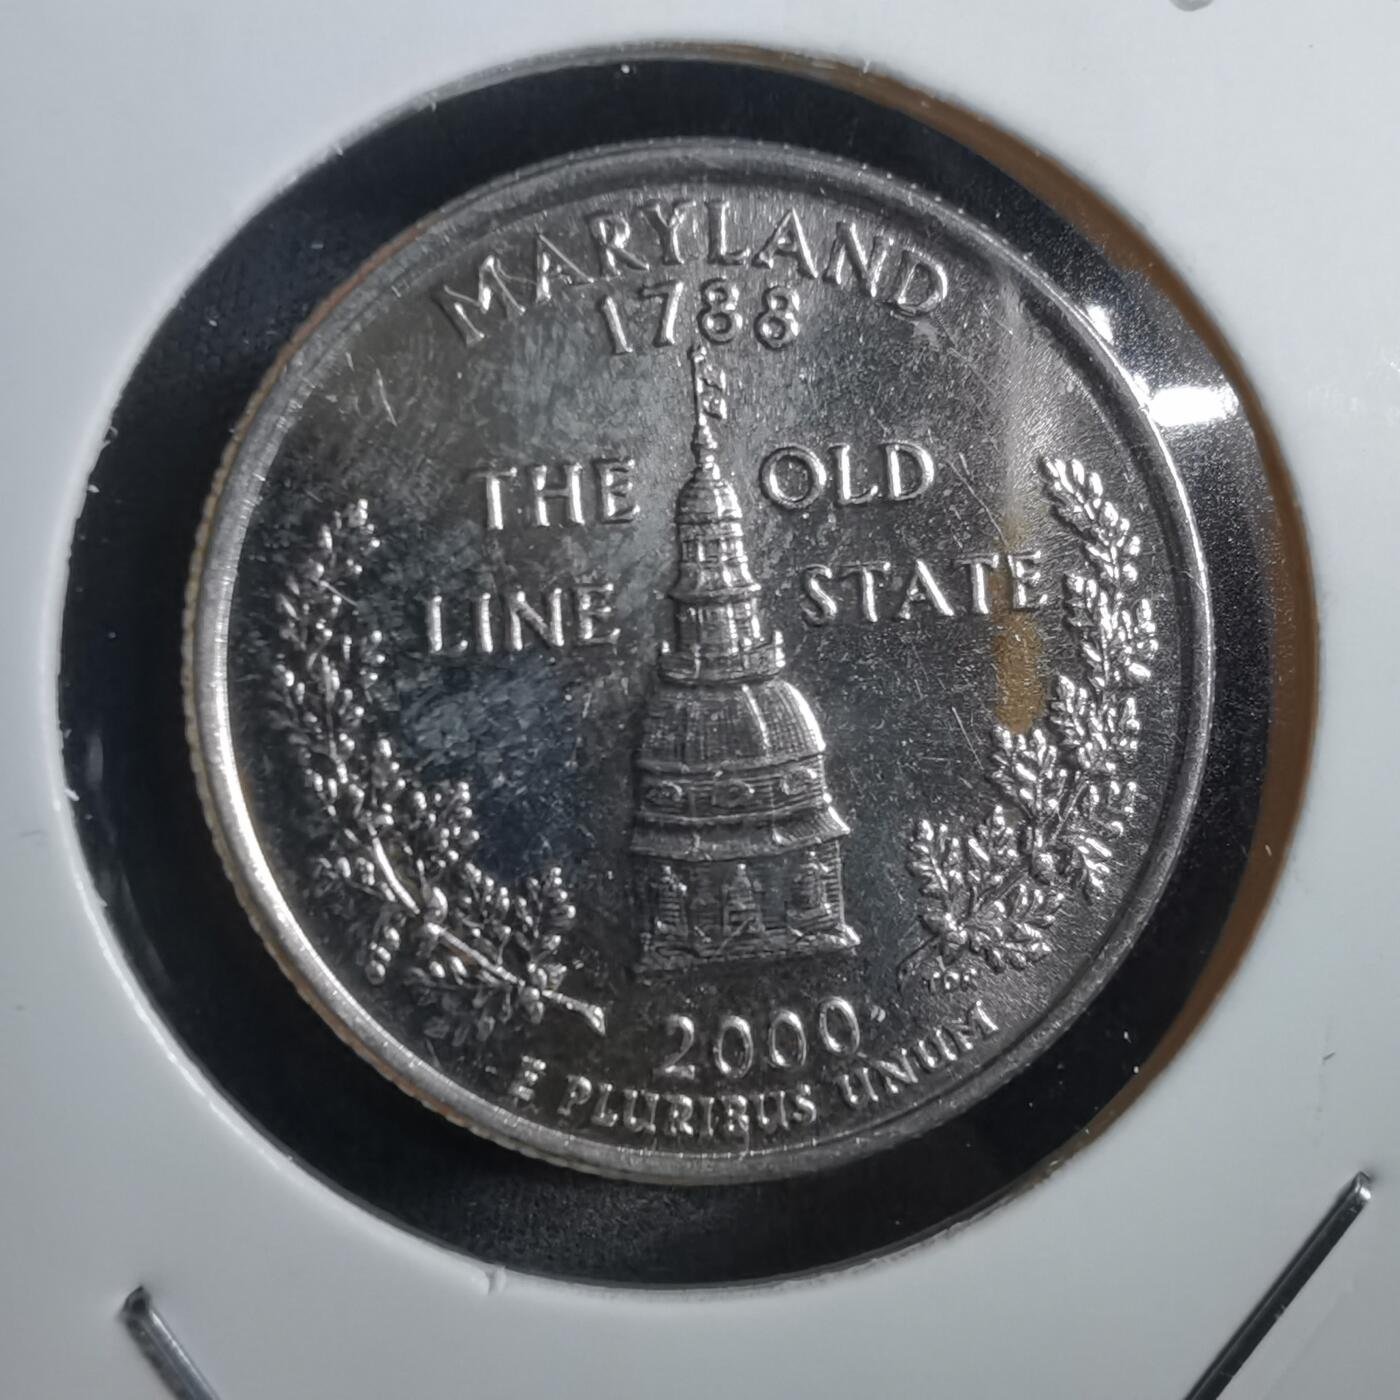 MARYLAND
1788
THE OLD
LINE STATE
2000
E PLURIBUS UNUM